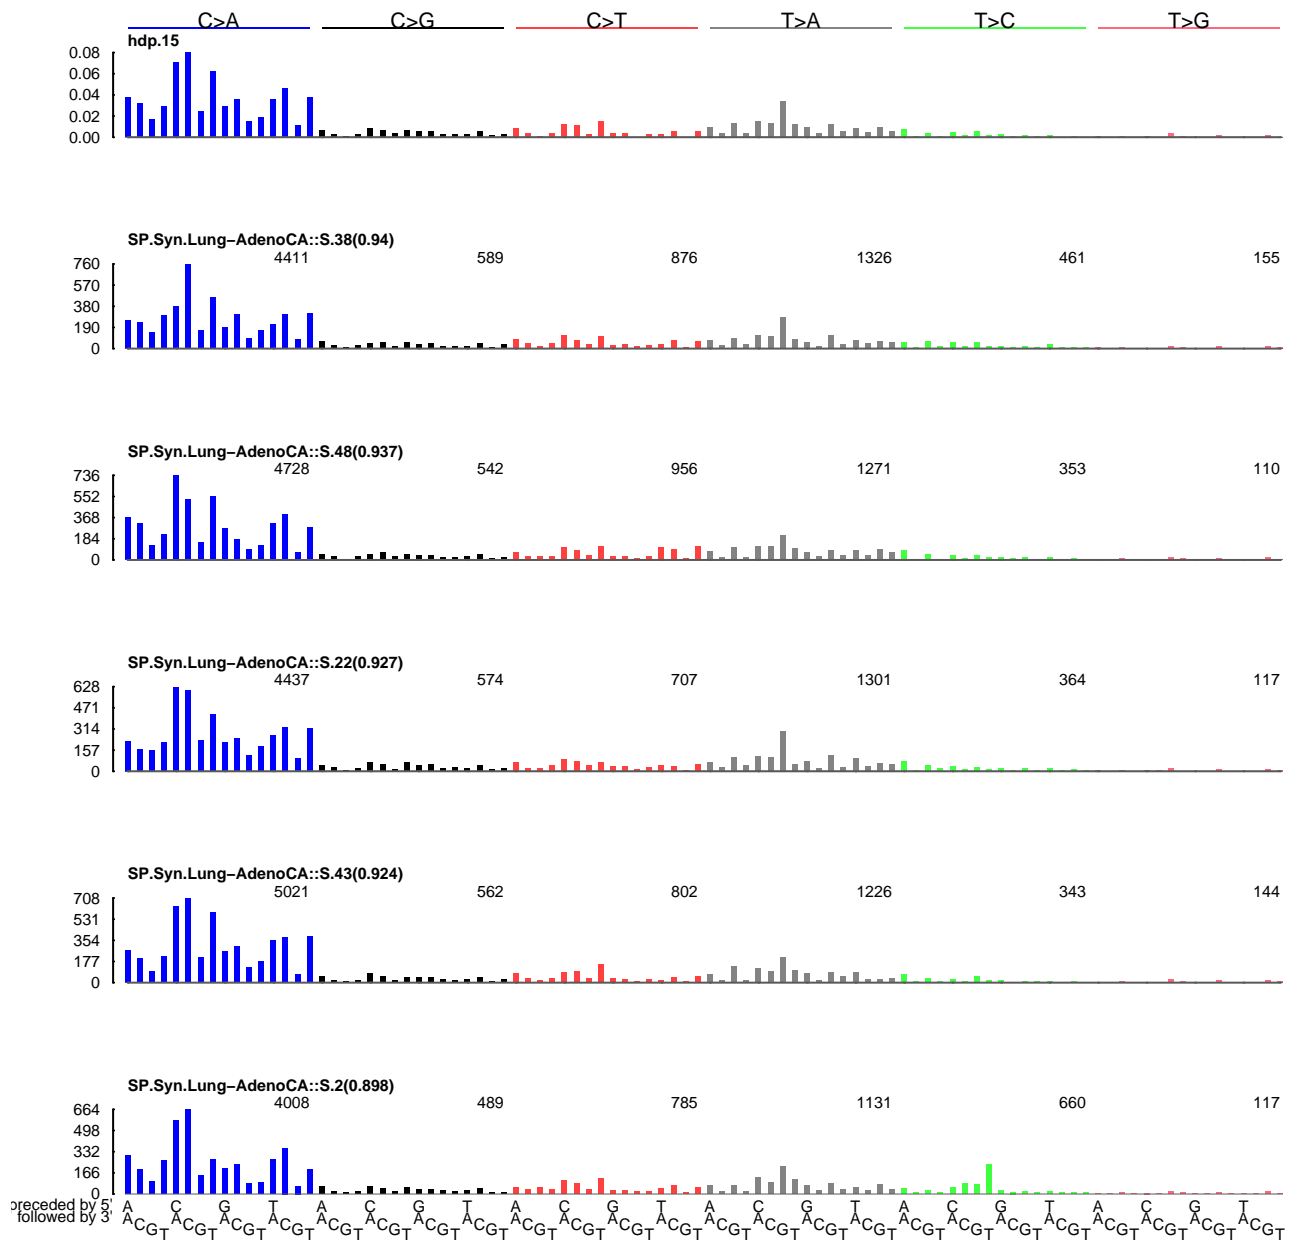 C>A C>G C>T T>A T>C T>G
hdp.15
0.08
0.06
0.04
0.02
0.00
SP.Syn.Lung−AdenoCA::S.38(0.94)
4411 589 876 1326 461 155
760
570
380
190
0
SP.Syn.Lung−AdenoCA::S.48(0.937)
4728 542 956 1271 353 110
736
552
368
184
0
SP.Syn.Lung−AdenoCA::S.22(0.927)
4437 574 707 1301 364 117
628
471
314
157
0
SP.Syn.Lung−AdenoCA::S.43(0.924)
5021 562 802 1226 343 144
708
531
354
177
0
SP.Syn.Lung−AdenoCA::S.2(0.898)
4008 489 785 1131 660 117
664
498
332
166
0
preceded by 5' A C G T A C G T A C G T A C G T A C G T A C G T
followed by 3' A C G T A C G T A C G T A C G T A C G T A C G T A C G T A C G T A C G T A C G T A C G T A C G T A C G T A C G T A C G T A C G T A C G T A C G T A C G T A C G T A C G T A C G T A C G T A C G T